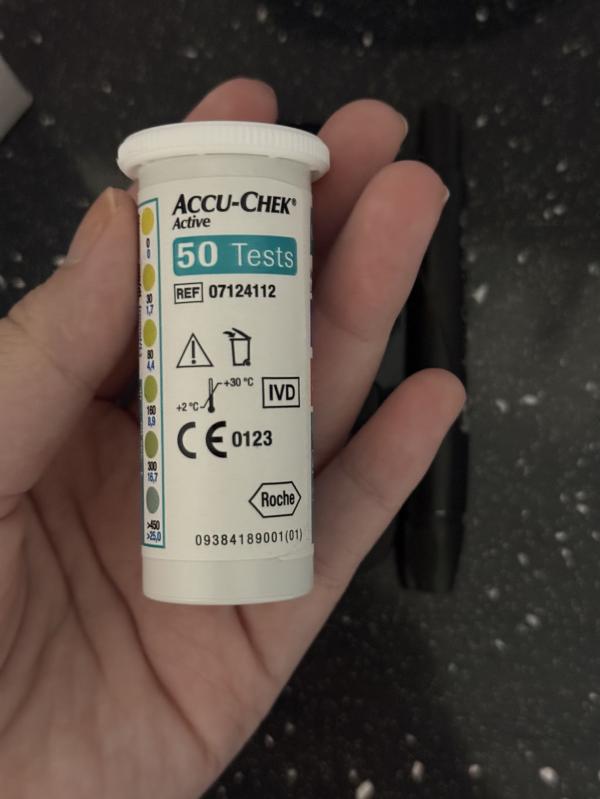 ACCU-CHEK®
Active
50 Tests
REF 07124112
+30 °C
+2 °C
IVD
CE 0123
Roche
09384189001(01)
0
0
30
1,7
80
4,4
160
8,9
300
16,7
>450
>25,0